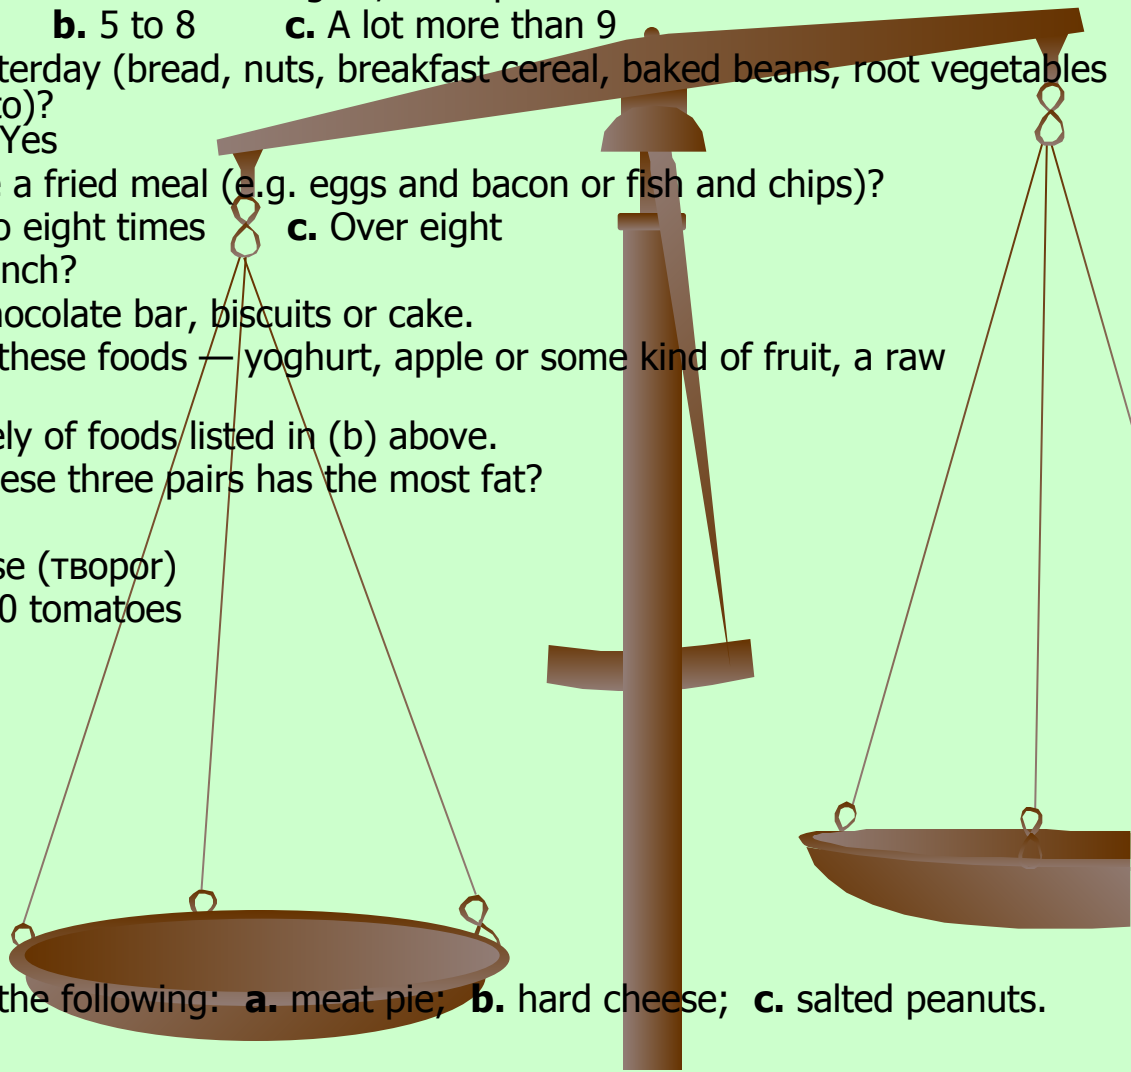 b. 5 to 8 c. A lot more than 9
terday (bread, nuts, breakfast cereal, baked beans, root vegetables
to)?
Yes
a fried meal (e.g. eggs and bacon or fish and chips)?
o eight times c. Over eight
nch?
hocolate bar, biscuits or cake.
these foods — yoghurt, apple or some kind of fruit, a raw
ely of foods listed in (b) above.
ese three pairs has the most fat?
se (творог)
0 tomatoes
the following: a. meat pie; b. hard cheese; c. salted peanuts.